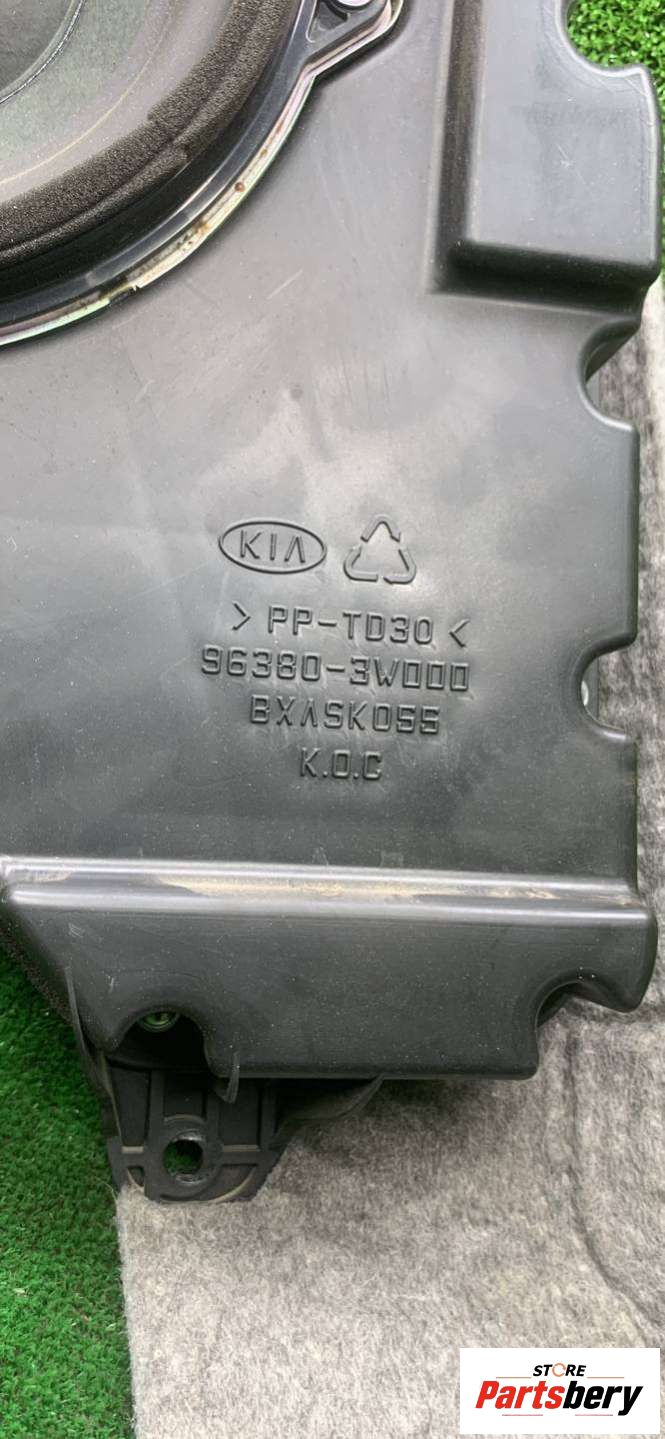 KIA
> PP-TD30 <
96380-3W000
BXASK055
K.O.C
STORE
Partsbery